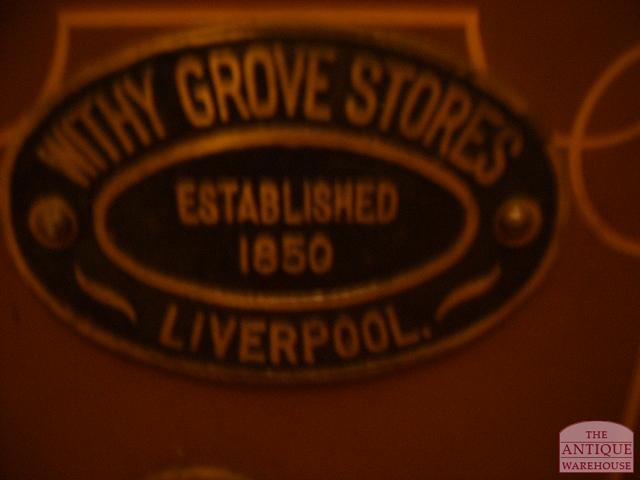 WITHY GROVE STORES
ESTABLISHED
1850
LIVERPOOL.
THE
ANTIQUE
WAREHOUSE